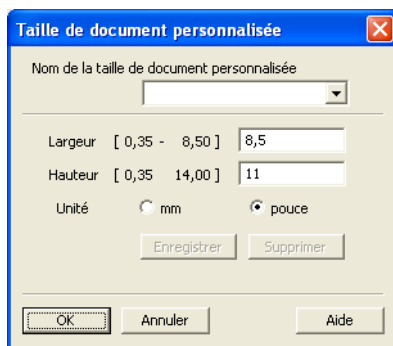 Taille de document personnalisée
Nom de la taille de document personnalisée
Largeur [ 0,35 - 8,50 ] 8,5
Hauteur [ 0,35 14,00 ] 11
Unité mm pouce
Enregistrer Supprimer
OK Annuler Aide